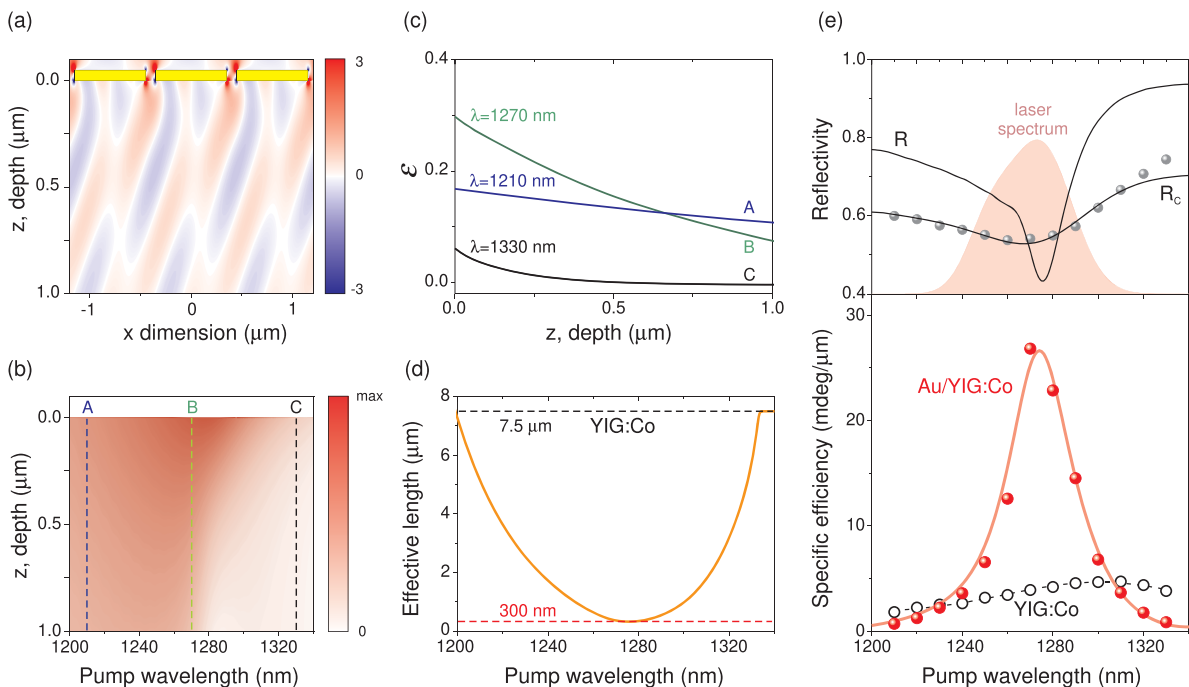 (a)
3
0
-3
0.0
0.5
1.0
z, depth (μm)
-1
0
1
x dimension (μm)
(b)
A
B
C
max
0
0.0
0.5
1.0
z, depth (μm)
1200
1240
1280
1320
Pump wavelength (nm)
(c)
0.4
0.2
0.0
ℰ
λ=1270 nm
λ=1210 nm
λ=1330 nm
A
B
C
0.0
0.5
1.0
z, depth (μm)
(d)
8
6
4
2
0
Effective length (μm)
7.5 μm
YIG:Co
300 nm
1200
1240
1280
1320
Pump wavelength (nm)
(e)
1.0
0.8
0.6
0.4
Reflectivity
laser
spectrum
R
Rc
30
20
10
0
Specific efficiency (mdeg/μm)
Au/YIG:Co
YIG:Co
1200
1240
1280
1320
Pump wavelength (nm)